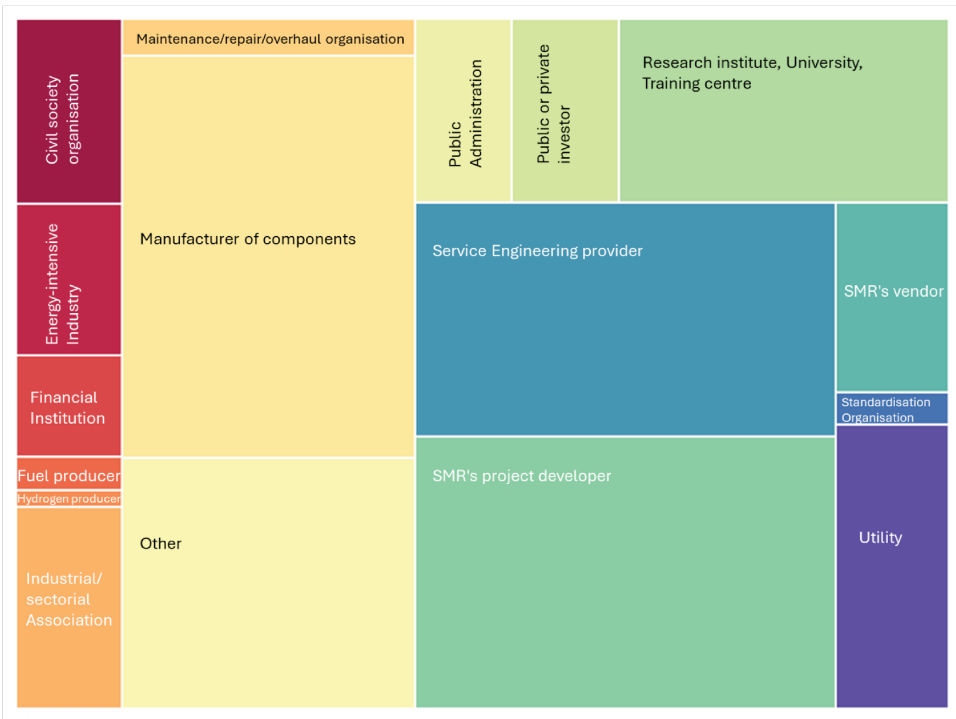 Civil society
organisation
Energy-intensive
Industry
Financial
Institution
Fuel producer
Hydrogen producer
Industrial/
sectorial
Association
Maintenance/repair/overhaul organisation
Manufacturer of components
Other
Public
Administration
Public or private
investor
Research institute, University,
Training centre
Service Engineering provider
SMR's project developer
SMR's vendor
Standardisation
Organisation
Utility